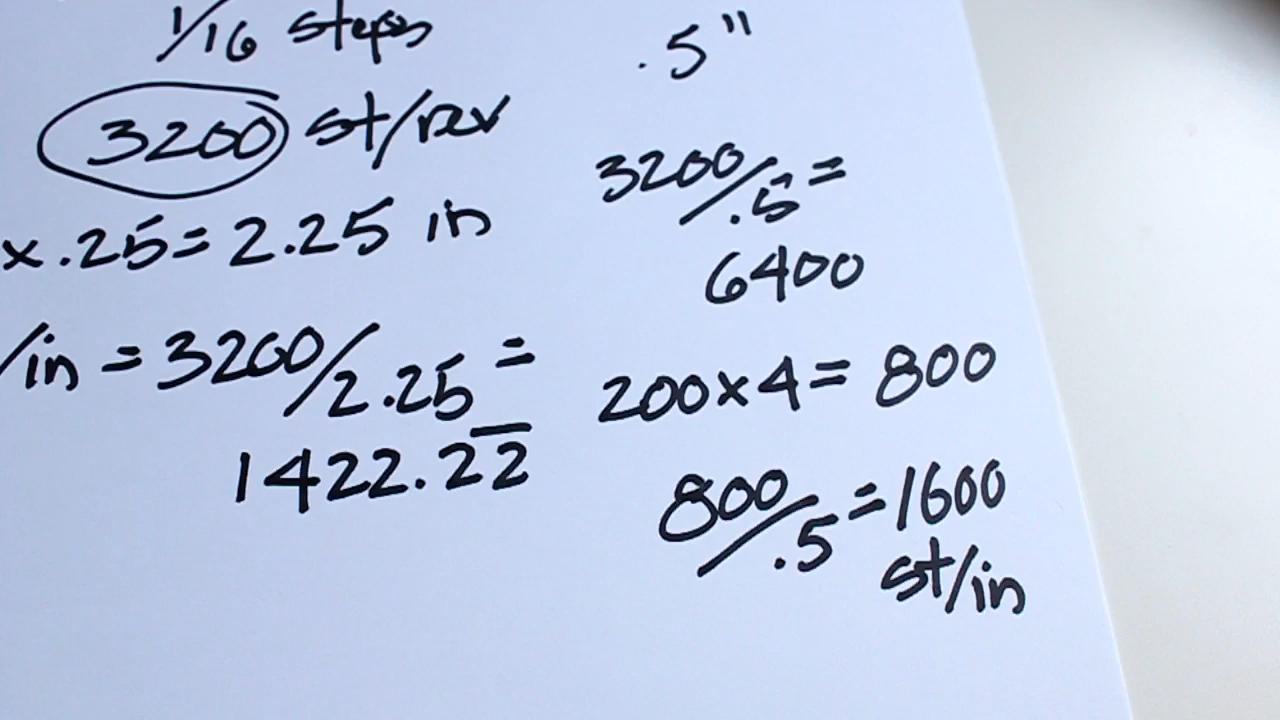 1/16 steps
3200 st/rev
x .25 = 2.25 in
/in = 3200/2.25 =
1422.22̅
.5"
3200/.5 =
6400
200x4 = 800
800/.5 = 1600
st/in